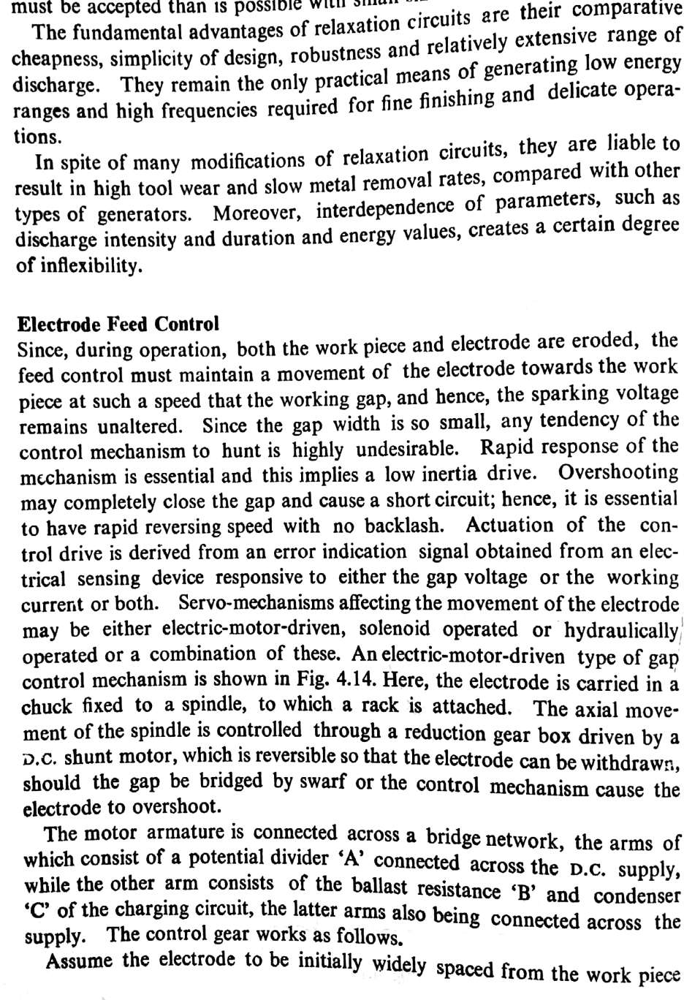 must be accepted than is possible with small
The fundamental advantages of relaxation circuits are their comparative
cheapness, simplicity of design, robustness and relatively extensive range of
discharge. They remain the only practical means of generating low energy
ranges and high frequencies required for fine finishing and delicate opera-
tions.
In spite of many modifications of relaxation circuits, they are liable to
result in high tool wear and slow metal removal rates, compared with other
types of generators. Moreover, interdependence of parameters, such as
discharge intensity and duration and energy values, creates a certain degree
of inflexibility.
Electrode Feed Control
Since, during operation, both the work piece and electrode are eroded, the
feed control must maintain a movement of the electrode towards the work
piece at such a speed that the working gap, and hence, the sparking voltage
remains unaltered. Since the gap width is so small, any tendency of the
control mechanism to hunt is highly undesirable. Rapid response of the
mechanism is essential and this implies a low inertia drive. Overshooting
may completely close the gap and cause a short circuit; hence, it is essential
to have rapid reversing speed with no backlash. Actuation of the con-
trol drive is derived from an error indication signal obtained from an elec-
trical sensing device responsive to either the gap voltage or the working
current or both. Servo-mechanisms affecting the movement of the electrode
may be either electric-motor-driven, solenoid operated or hydraulically
operated or a combination of these. An electric-motor-driven type of gap
control mechanism is shown in Fig. 4.14. Here, the electrode is carried in a
chuck fixed to a spindle, to which a rack is attached. The axial move-
ment of the spindle is controlled through a reduction gear box driven by a
D.C. shunt motor, which is reversible so that the electrode can be withdrawn,
should the gap be bridged by swarf or the control mechanism cause the
electrode to overshoot.
The motor armature is connected across a bridge network, the arms of
which consist of a potential divider ‘A’ connected across the D.C. supply,
while the other arm consists of the ballast resistance ‘B’ and condenser
‘C’ of the charging circuit, the latter arms also being connected across the
supply. The control gear works as follows.
Assume the electrode to be initially widely spaced from the work piece